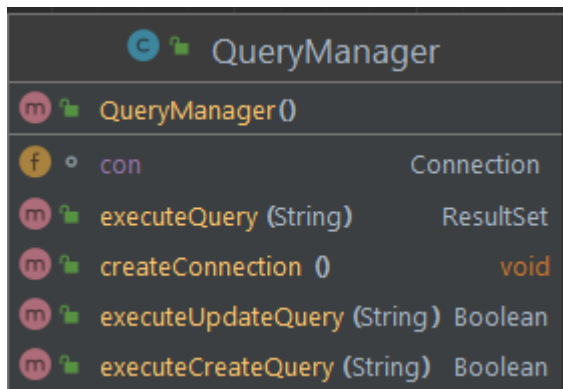 C QueryManager
m QueryManager()
f con Connection
m executeQuery (String) ResultSet
m createConnection () void
m executeUpdateQuery (String) Boolean
m executeCreateQuery (String) Boolean